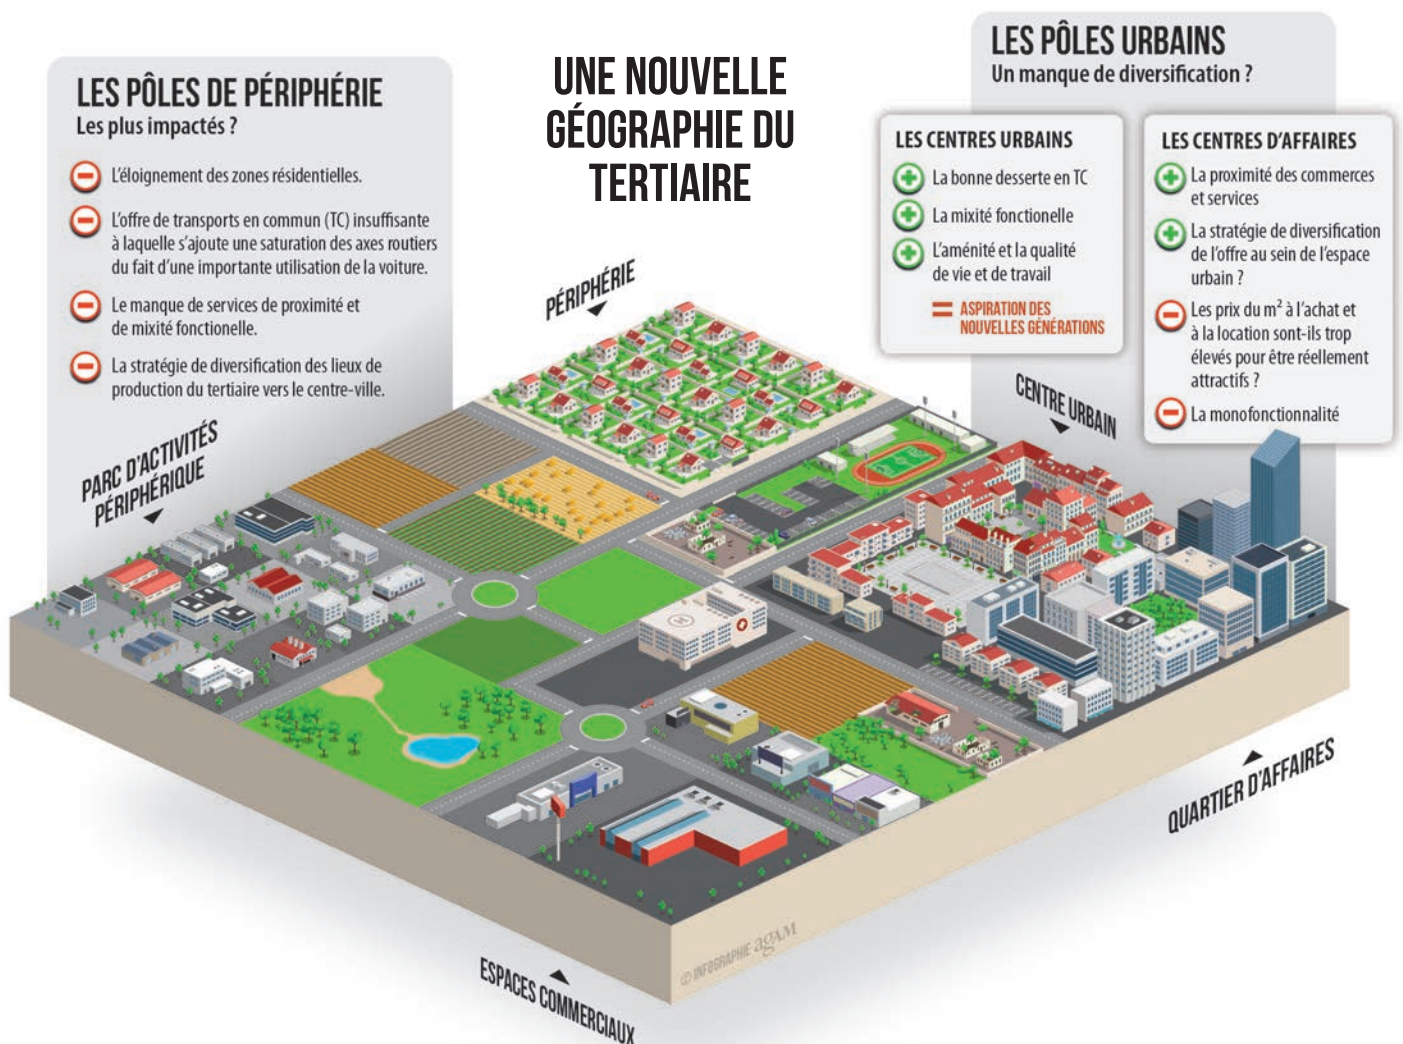 UNE NOUVELLE
GÉOGRAPHIE DU
TERTIAIRE
LES PÔLES DE PÉRIPHÉRIE
Les plus impactés ?
L'éloignement des zones résidentielles.
L'offre de transports en commun (TC) insuffisante
à laquelle s'ajoute une saturation des axes routiers
du fait d'une importante utilisation de la voiture.
Le manque de services de proximité et
de mixité fonctionelle.
La stratégie de diversification des lieux de
production du tertiaire vers le centre-ville.
LES PÔLES URBAINS
Un manque de diversification ?
LES CENTRES URBAINS
La bonne desserte en TC
La mixité fonctionelle
L'aménité et la qualité
de vie et de travail
= ASPIRATION DES
NOUVELLES GÉNÉRATIONS
LES CENTRES D'AFFAIRES
La proximité des commerces
et services
La stratégie de diversification
de l'offre au sein de l'espace
urbain ?
Les prix du m² à l'achat et
à la location sont-ils trop
élevés pour être réellement
attractifs ?
La monofonctionnalité
PÉRIPHÉRIE
CENTRE URBAIN
PARC D'ACTIVITÉS
PÉRIPHÉRIQUE
QUARTIER D'AFFAIRES
ESPACES COMMERCIAUX
© INFOGRAPHIE agAM
H